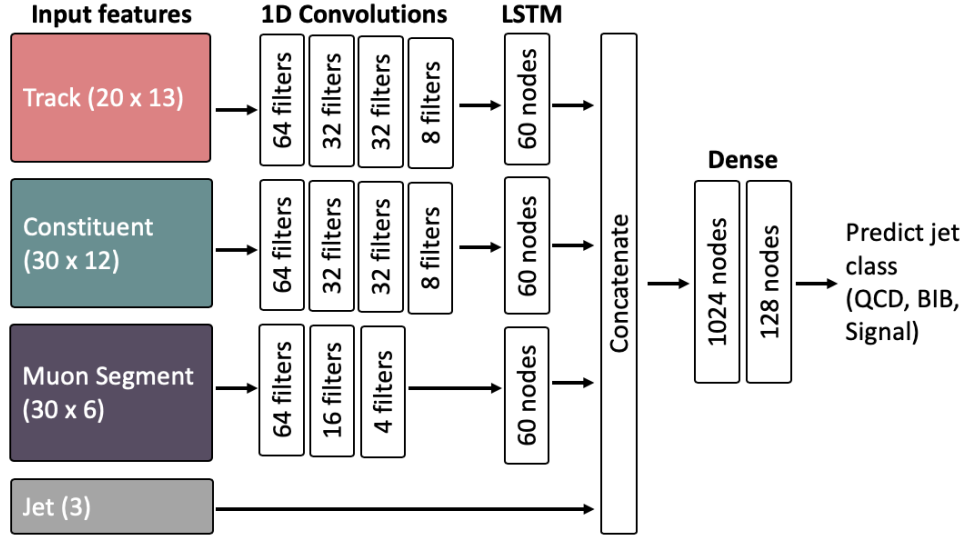 Input features
1D Convolutions
LSTM
Track (20 x 13)
64 filters
32 filters
32 filters
8 filters
60 nodes
Constituent
(30 x 12)
64 filters
32 filters
32 filters
8 filters
60 nodes
Muon Segment
(30 x 6)
64 filters
16 filters
4 filters
60 nodes
Jet (3)
Concatenate
Dense
1024 nodes
128 nodes
Predict jet
class
(QCD, BIB,
Signal)